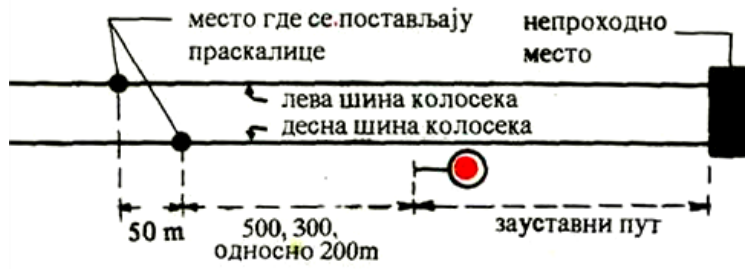 место где се постављају
праскалице
непроходно
место
лева шина колосека
десна шина колосека
50 m
500, 300,
односно 200m
зауставни пут